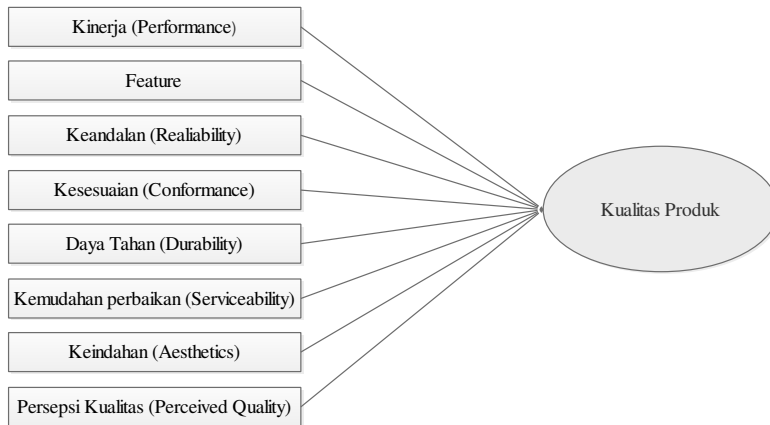 Kinerja (Performance)
Feature
Keandalan (Realiability)
Kesesuaian (Conformance)
Daya Tahan (Durability)
Kemudahan perbaikan (Serviceability)
Keindahan (Aesthetics)
Persepsi Kualitas (Perceived Quality)
Kualitas Produk